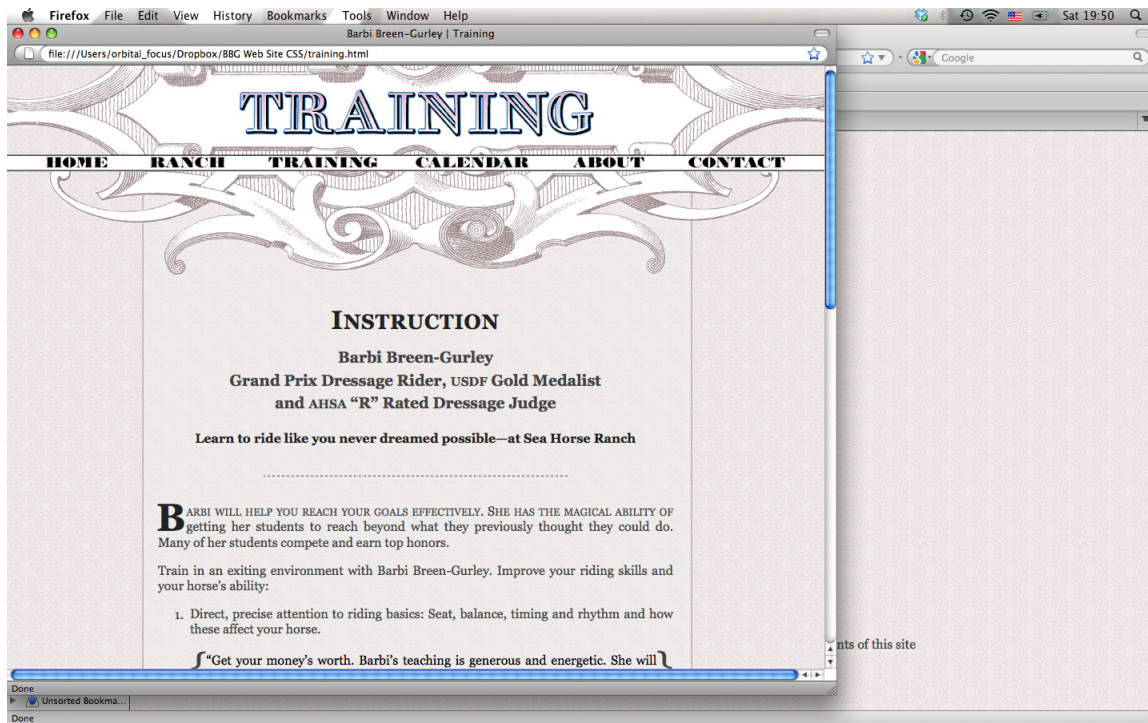 Firefox File Edit View History Bookmarks Tools Window Help Sat 19:50
Barbi Breen-Gurley | Training
file:///Users/orbital_focus/Dropbox/BBG Web Site CSS/training.html
Google
TRAINING
HOME RANCH TRAINING CALENDAR ABOUT CONTACT
INSTRUCTION
Barbi Breen-Gurley
Grand Prix Dressage Rider, USDF Gold Medalist
and AHSA “R” Rated Dressage Judge
Learn to ride like you never dreamed possible—at Sea Horse Ranch
BARBI WILL HELP YOU REACH YOUR GOALS EFFECTIVELY. SHE HAS THE MAGICAL ABILITY OF
getting her students to reach beyond what they previously thought they could do.
Many of her students compete and earn top honors.
Train in an exiting environment with Barbi Breen-Gurley. Improve your riding skills and
your horse's ability:
1. Direct, precise attention to riding basics: Seat, balance, timing and rhythm and how
these affect your horse.
{“Get your money’s worth. Barbi’s teaching is generous and energetic. She will}
nts of this site
Done
Unsorted Bookma...
Done